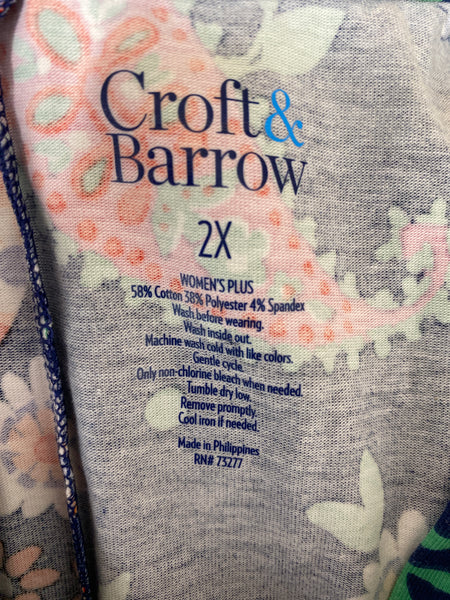 Croft&
Barrow
2X
WOMEN'S PLUS
58% Cotton 38% Polyester 4% Spandex
Wash before wearing.
Wash inside out.
Machine wash cold with like colors.
Gentle cycle.
Only non-chlorine bleach when needed.
Tumble dry low.
Remove promptly.
Cool iron if needed.
Made in Philippines
RN# 73277